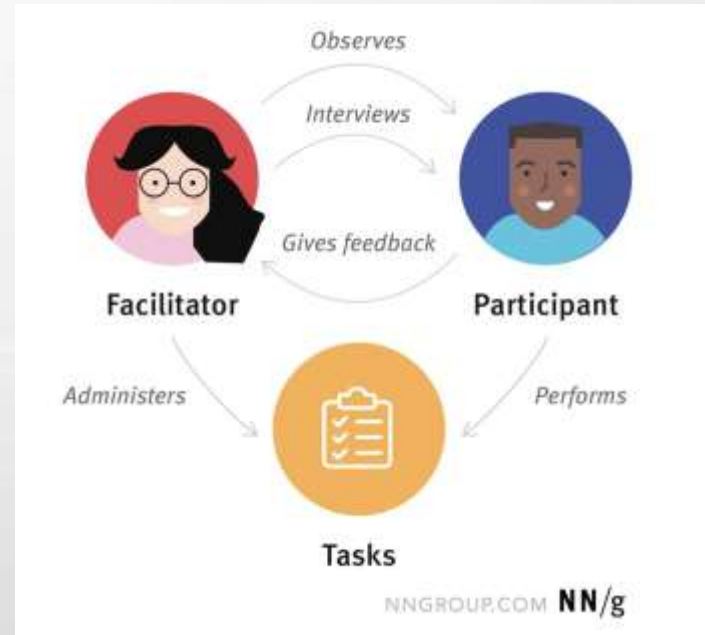 Observes
Interviews
Gives feedback
Facilitator
Participant
Administers
Performs
Tasks
NNGROUP.COM NN/g